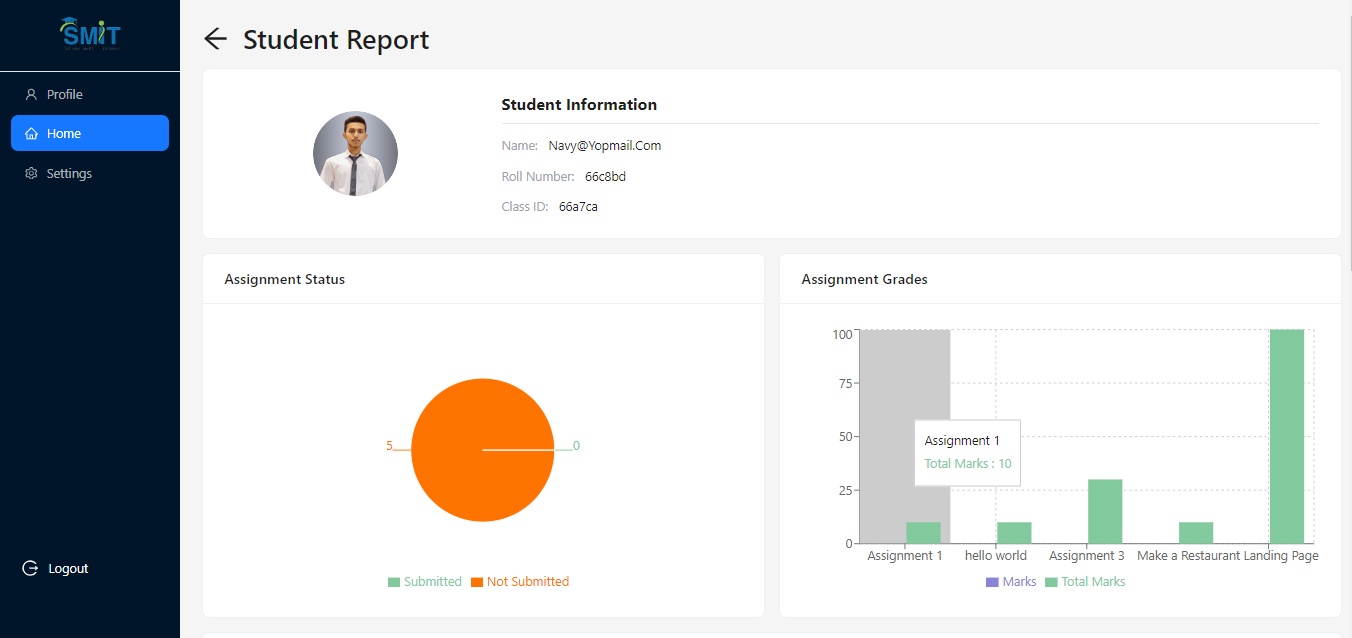 SMIT
Student Report
Profile
Home
Settings
Logout
Student Information
Name: Navy@Yopmail.Com
Roll Number: 66c8bd
Class ID: 66a7ca
Assignment Status
5
0
Submitted Not Submitted
Assignment Grades
100
75
50
25
0
Assignment 1
Total Marks : 10
Assignment 1 hello world Assignment 3 Make a Restaurant Landing Page
Marks Total Marks